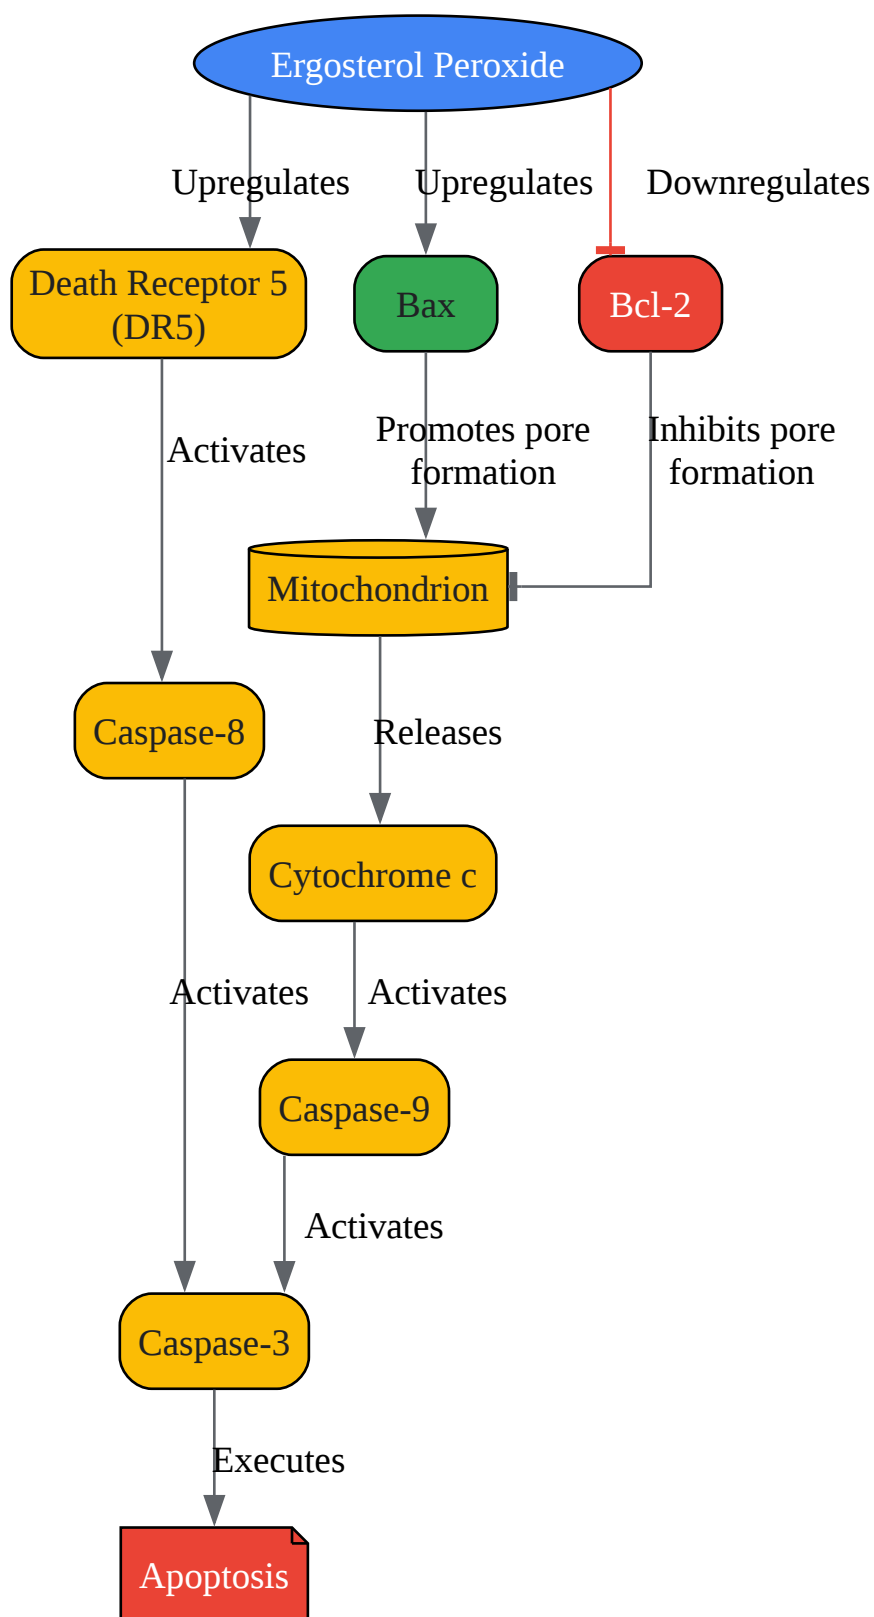 Ergosterol Peroxide
Upregulates
Upregulates
Downregulates
Death Receptor 5
(DR5)
Bax
Bcl-2
Activates
Promotes pore
formation
Inhibits pore
formation
Mitochondrion
Caspase-8
Releases
Cytochrome c
Activates
Activates
Caspase-9
Activates
Caspase-3
Executes
Apoptosis